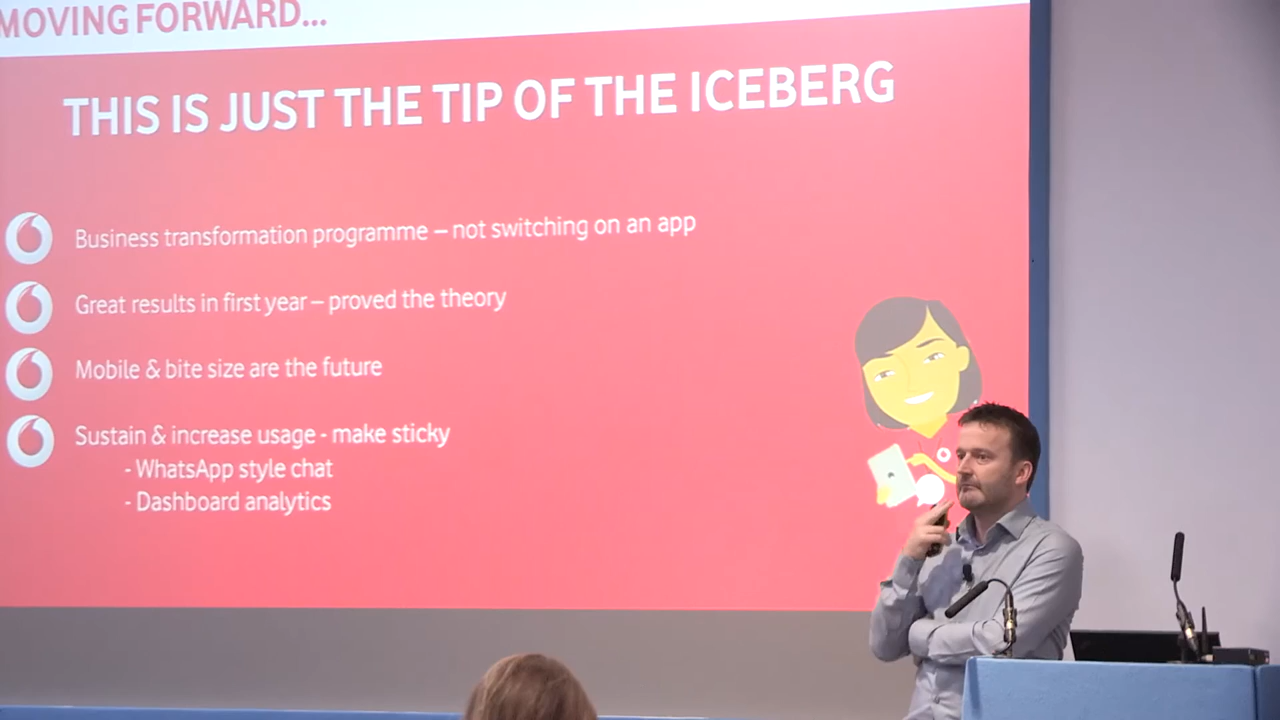 MOVING FORWARD...
THIS IS JUST THE TIP OF THE ICEBERG
Business transformation programme – not switching on an app
Great results in first year – proved the theory
Mobile & bite size are the future
Sustain & increase usage - make sticky
- WhatsApp style chat
- Dashboard analytics